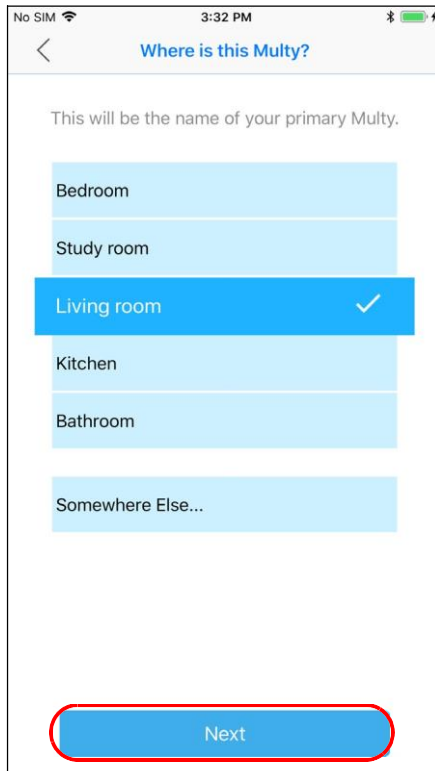 No SIM 3:32 PM
Where is this Multy?
This will be the name of your primary Multy.
Bedroom
Study room
Living room
Kitchen
Bathroom
Somewhere Else...
Next